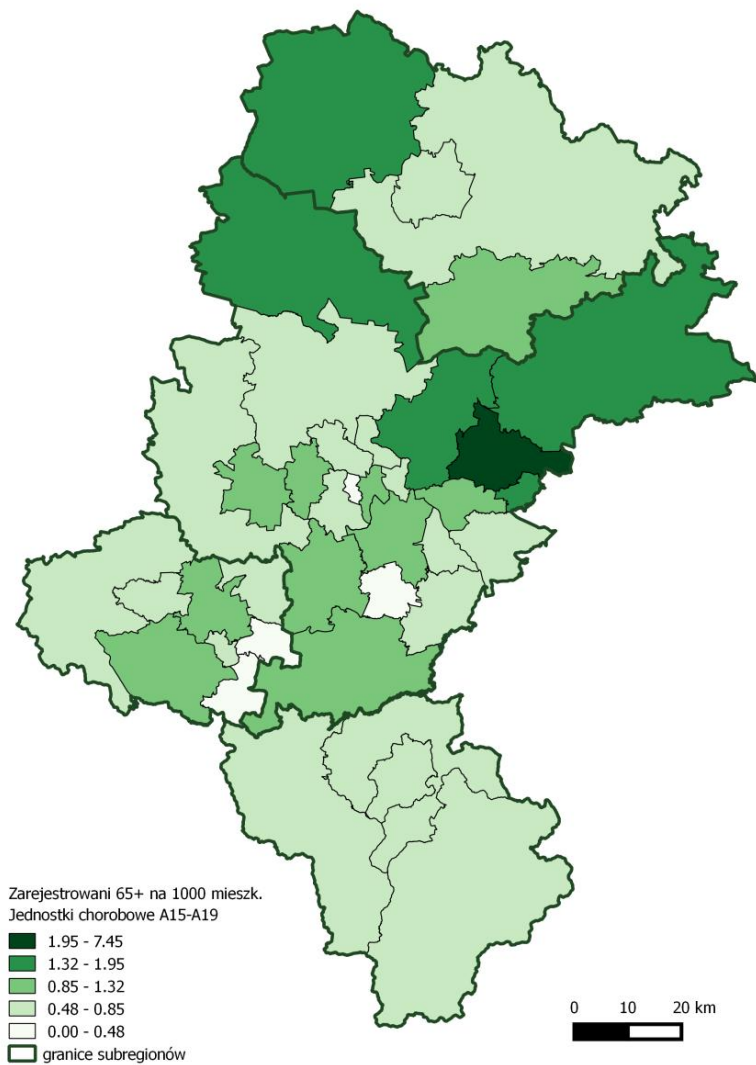 Zarejestrowani 65+ na 1000 mieszk.
Jednostki chorobowe A15-A19
1.95 - 7.45
1.32 - 1.95
0.85 - 1.32
0.48 - 0.85
0.00 - 0.48
granice subregionów
0 10 20 km